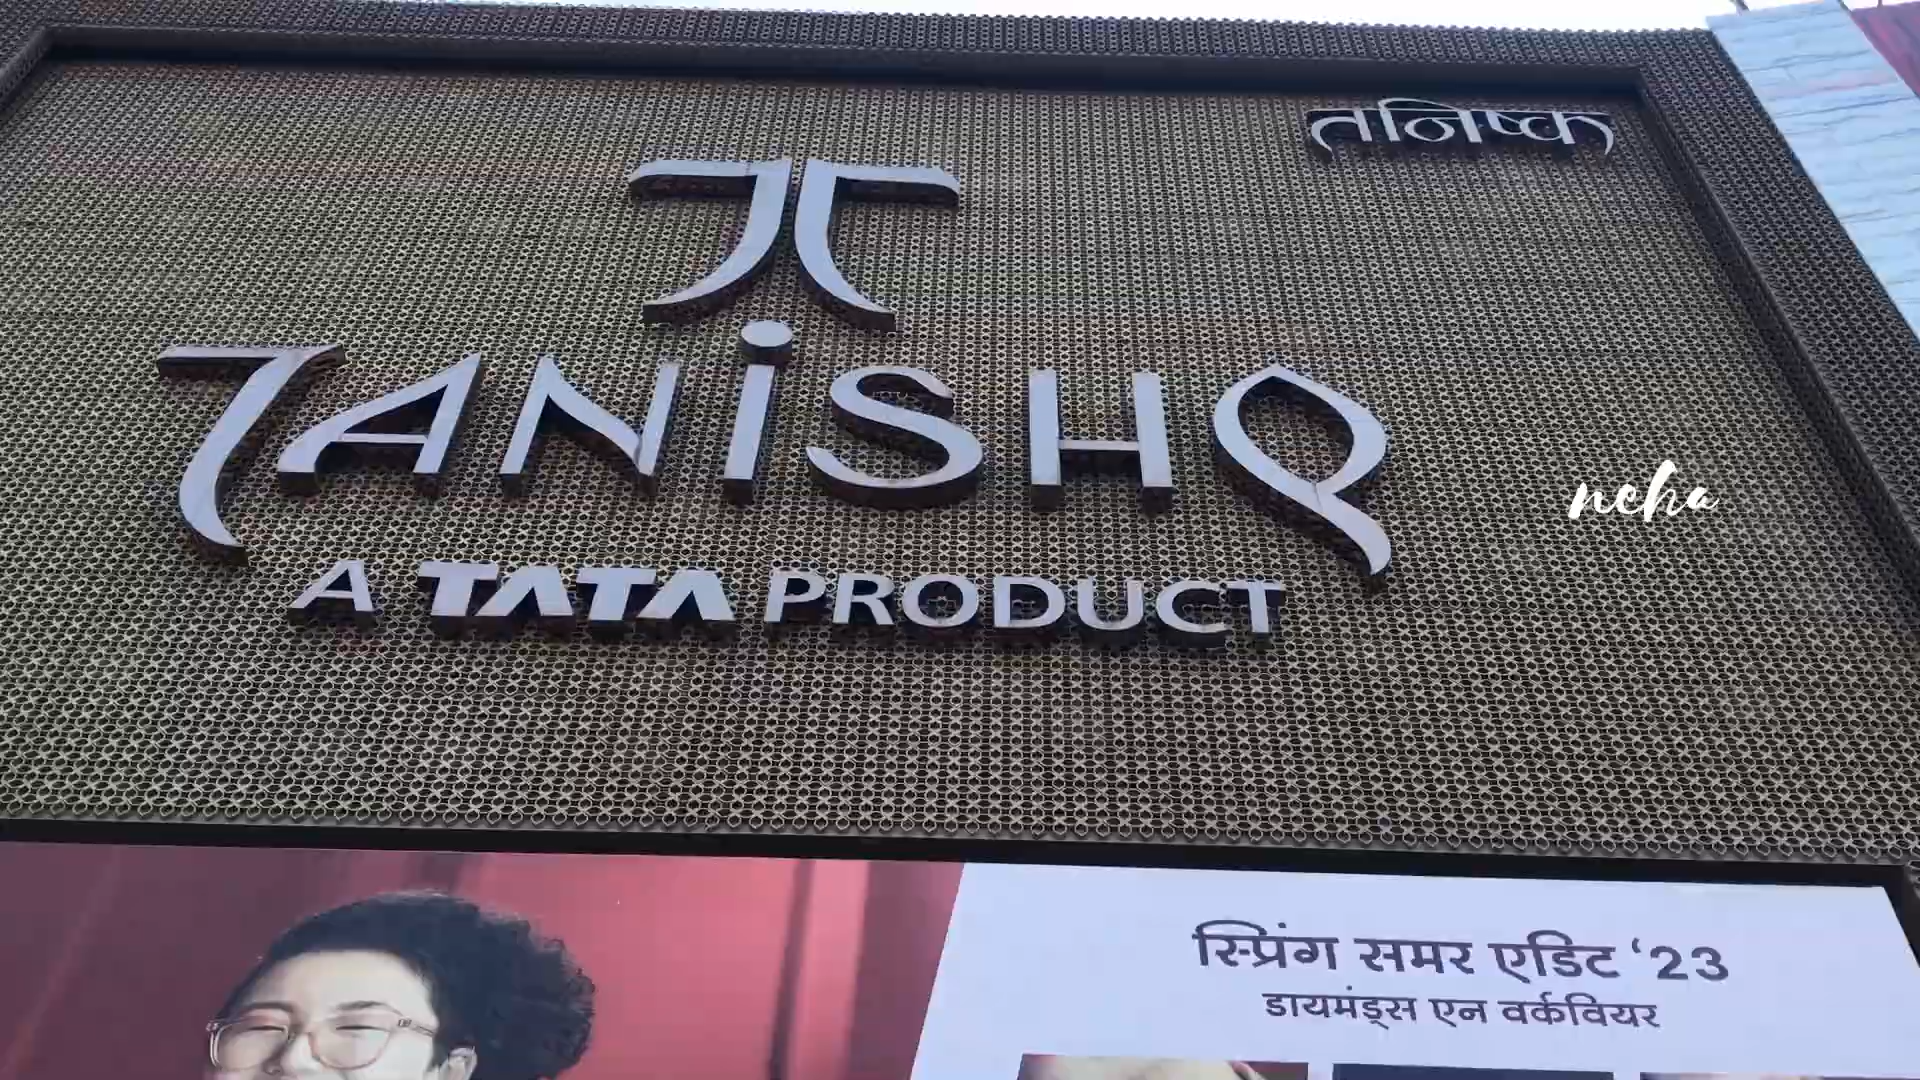 तनिष्क
TANiSHQ
neha
A TATA PRODUCT
स्प्रिंग समर एडिट ‘23
डायमंड्स एन वर्कवियर